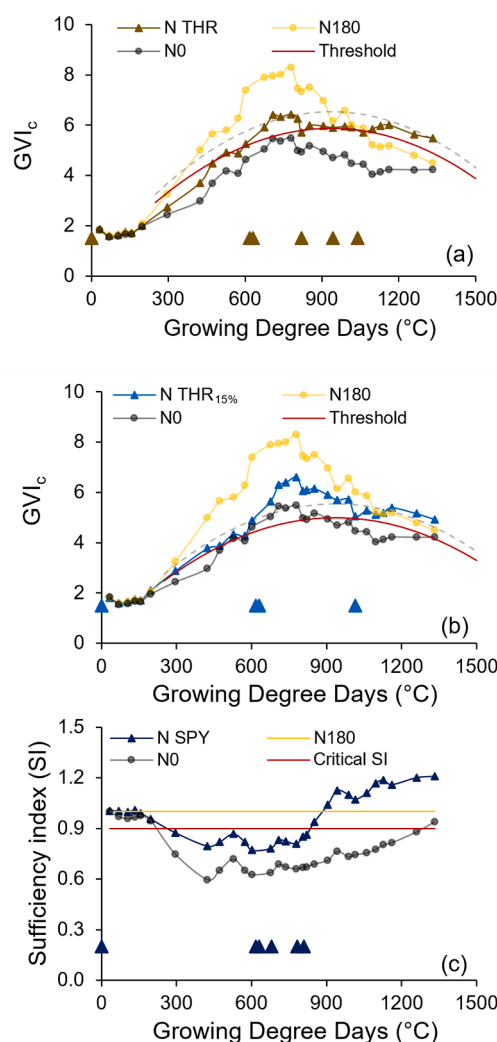 N THR N180
N0 Threshold
10
8
6
4
2
0
GVIc
(a)
0 300 600 900 1200 1500
Growing Degree Days (°C)
N THR15% N180
N0 Threshold
10
8
6
4
2
0
GVIc
(b)
0 300 600 900 1200 1500
Growing Degree Days (°C)
1.5
1.2
0.9
0.6
0.3
0.0
Sufficiency index (SI)
N SPY N180
N0 Critical SI
(c)
0 300 600 900 1200 1500
Growing Degree Days (°C)